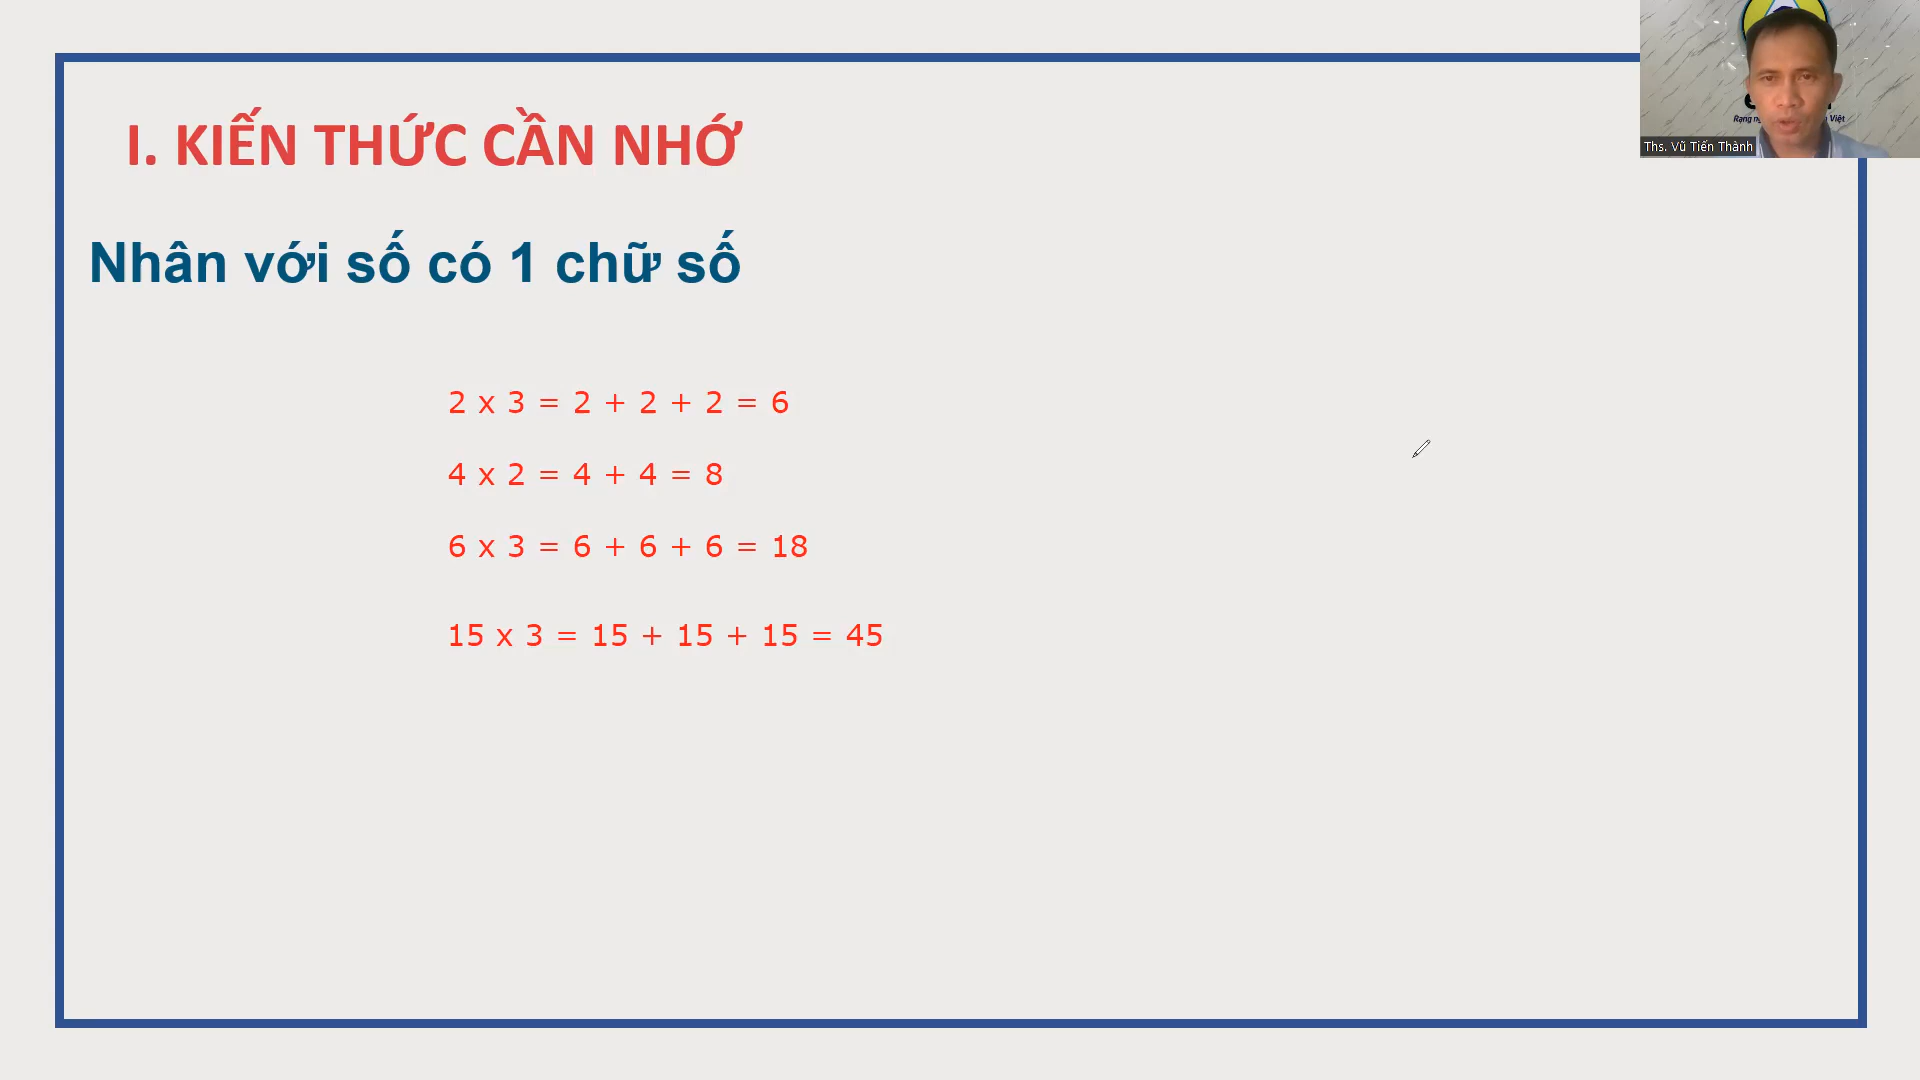 I. KIẾN THỨC CẦN NHỚ
Nhân với số có 1 chữ số
2 x 3 = 2 + 2 + 2 = 6
4 x 2 = 4 + 4 = 8
6 x 3 = 6 + 6 + 6 = 18
15 x 3 = 15 + 15 + 15 = 45
Ths. Vũ Tiến Thành